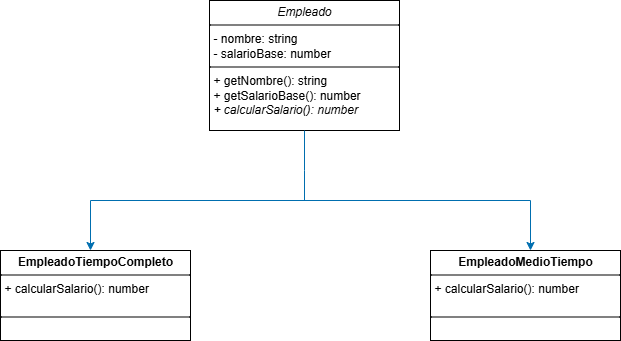 Empleado
- nombre: string
- salarioBase: number
+ getNombre(): string
+ getSalarioBase(): number
+ calcularSalario(): number
EmpleadoTiempoCompleto
+ calcularSalario(): number
EmpleadoMedioTiempo
+ calcularSalario(): number